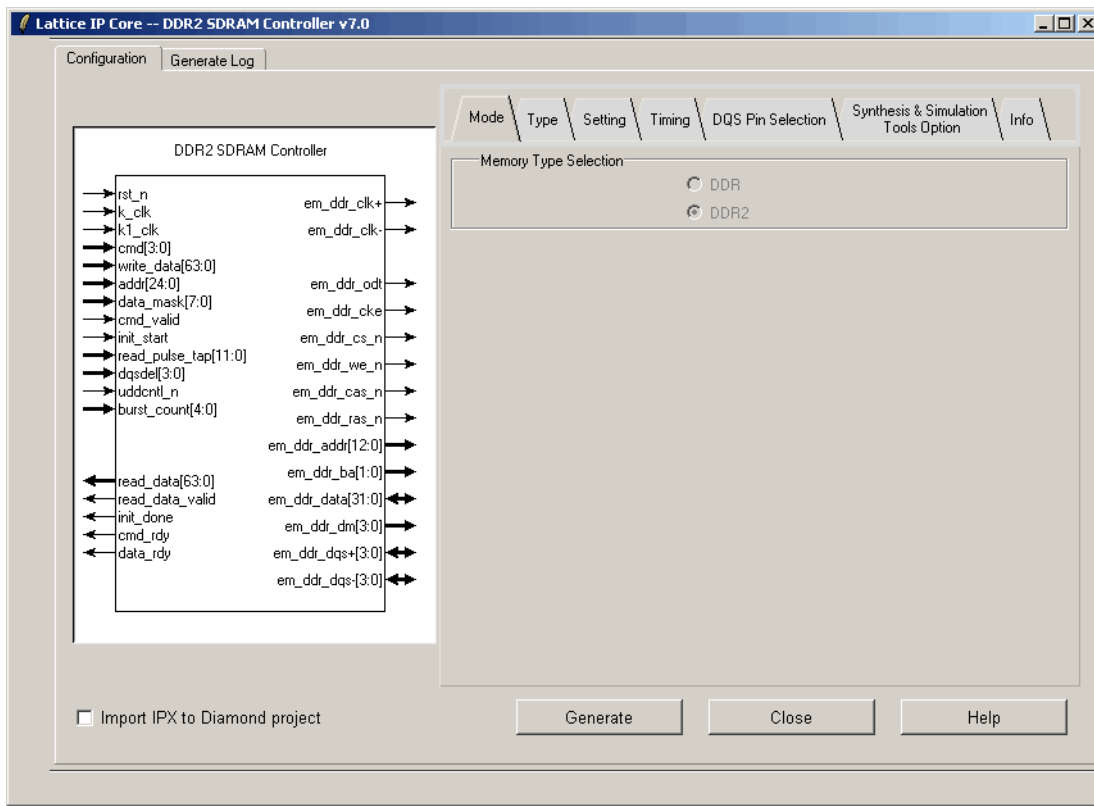 Lattice IP Core -- DDR2 SDRAM Controller v7.0
Configuration
Generate Log
DDR2 SDRAM Controller
rst_n
k_clk
k1_clk
cmd[3:0]
write_data[63:0]
addr[24:0]
data_mask[7:0]
cmd_valid
init_start
read_pulse_tap[11:0]
dqsdel[3:0]
uddcntl_n
burst_count[4:0]
read_data[63:0]
read_data_valid
init_done
cmd_rdy
data_rdy
em_ddr_clk+
em_ddr_clk-
em_ddr_odt
em_ddr_cke
em_ddr_cs_n
em_ddr_we_n
em_ddr_cas_n
em_ddr_ras_n
em_ddr_addr[12:0]
em_ddr_ba[1:0]
em_ddr_data[31:0]
em_ddr_dm[3:0]
em_ddr_dqs+[3:0]
em_ddr_dqs-[3:0]
Mode
Type
Setting
Timing
DQS Pin Selection
Synthesis & Simulation
Tools Option
Info
Memory Type Selection
DDR
DDR2
Import IPX to Diamond project
Generate
Close
Help